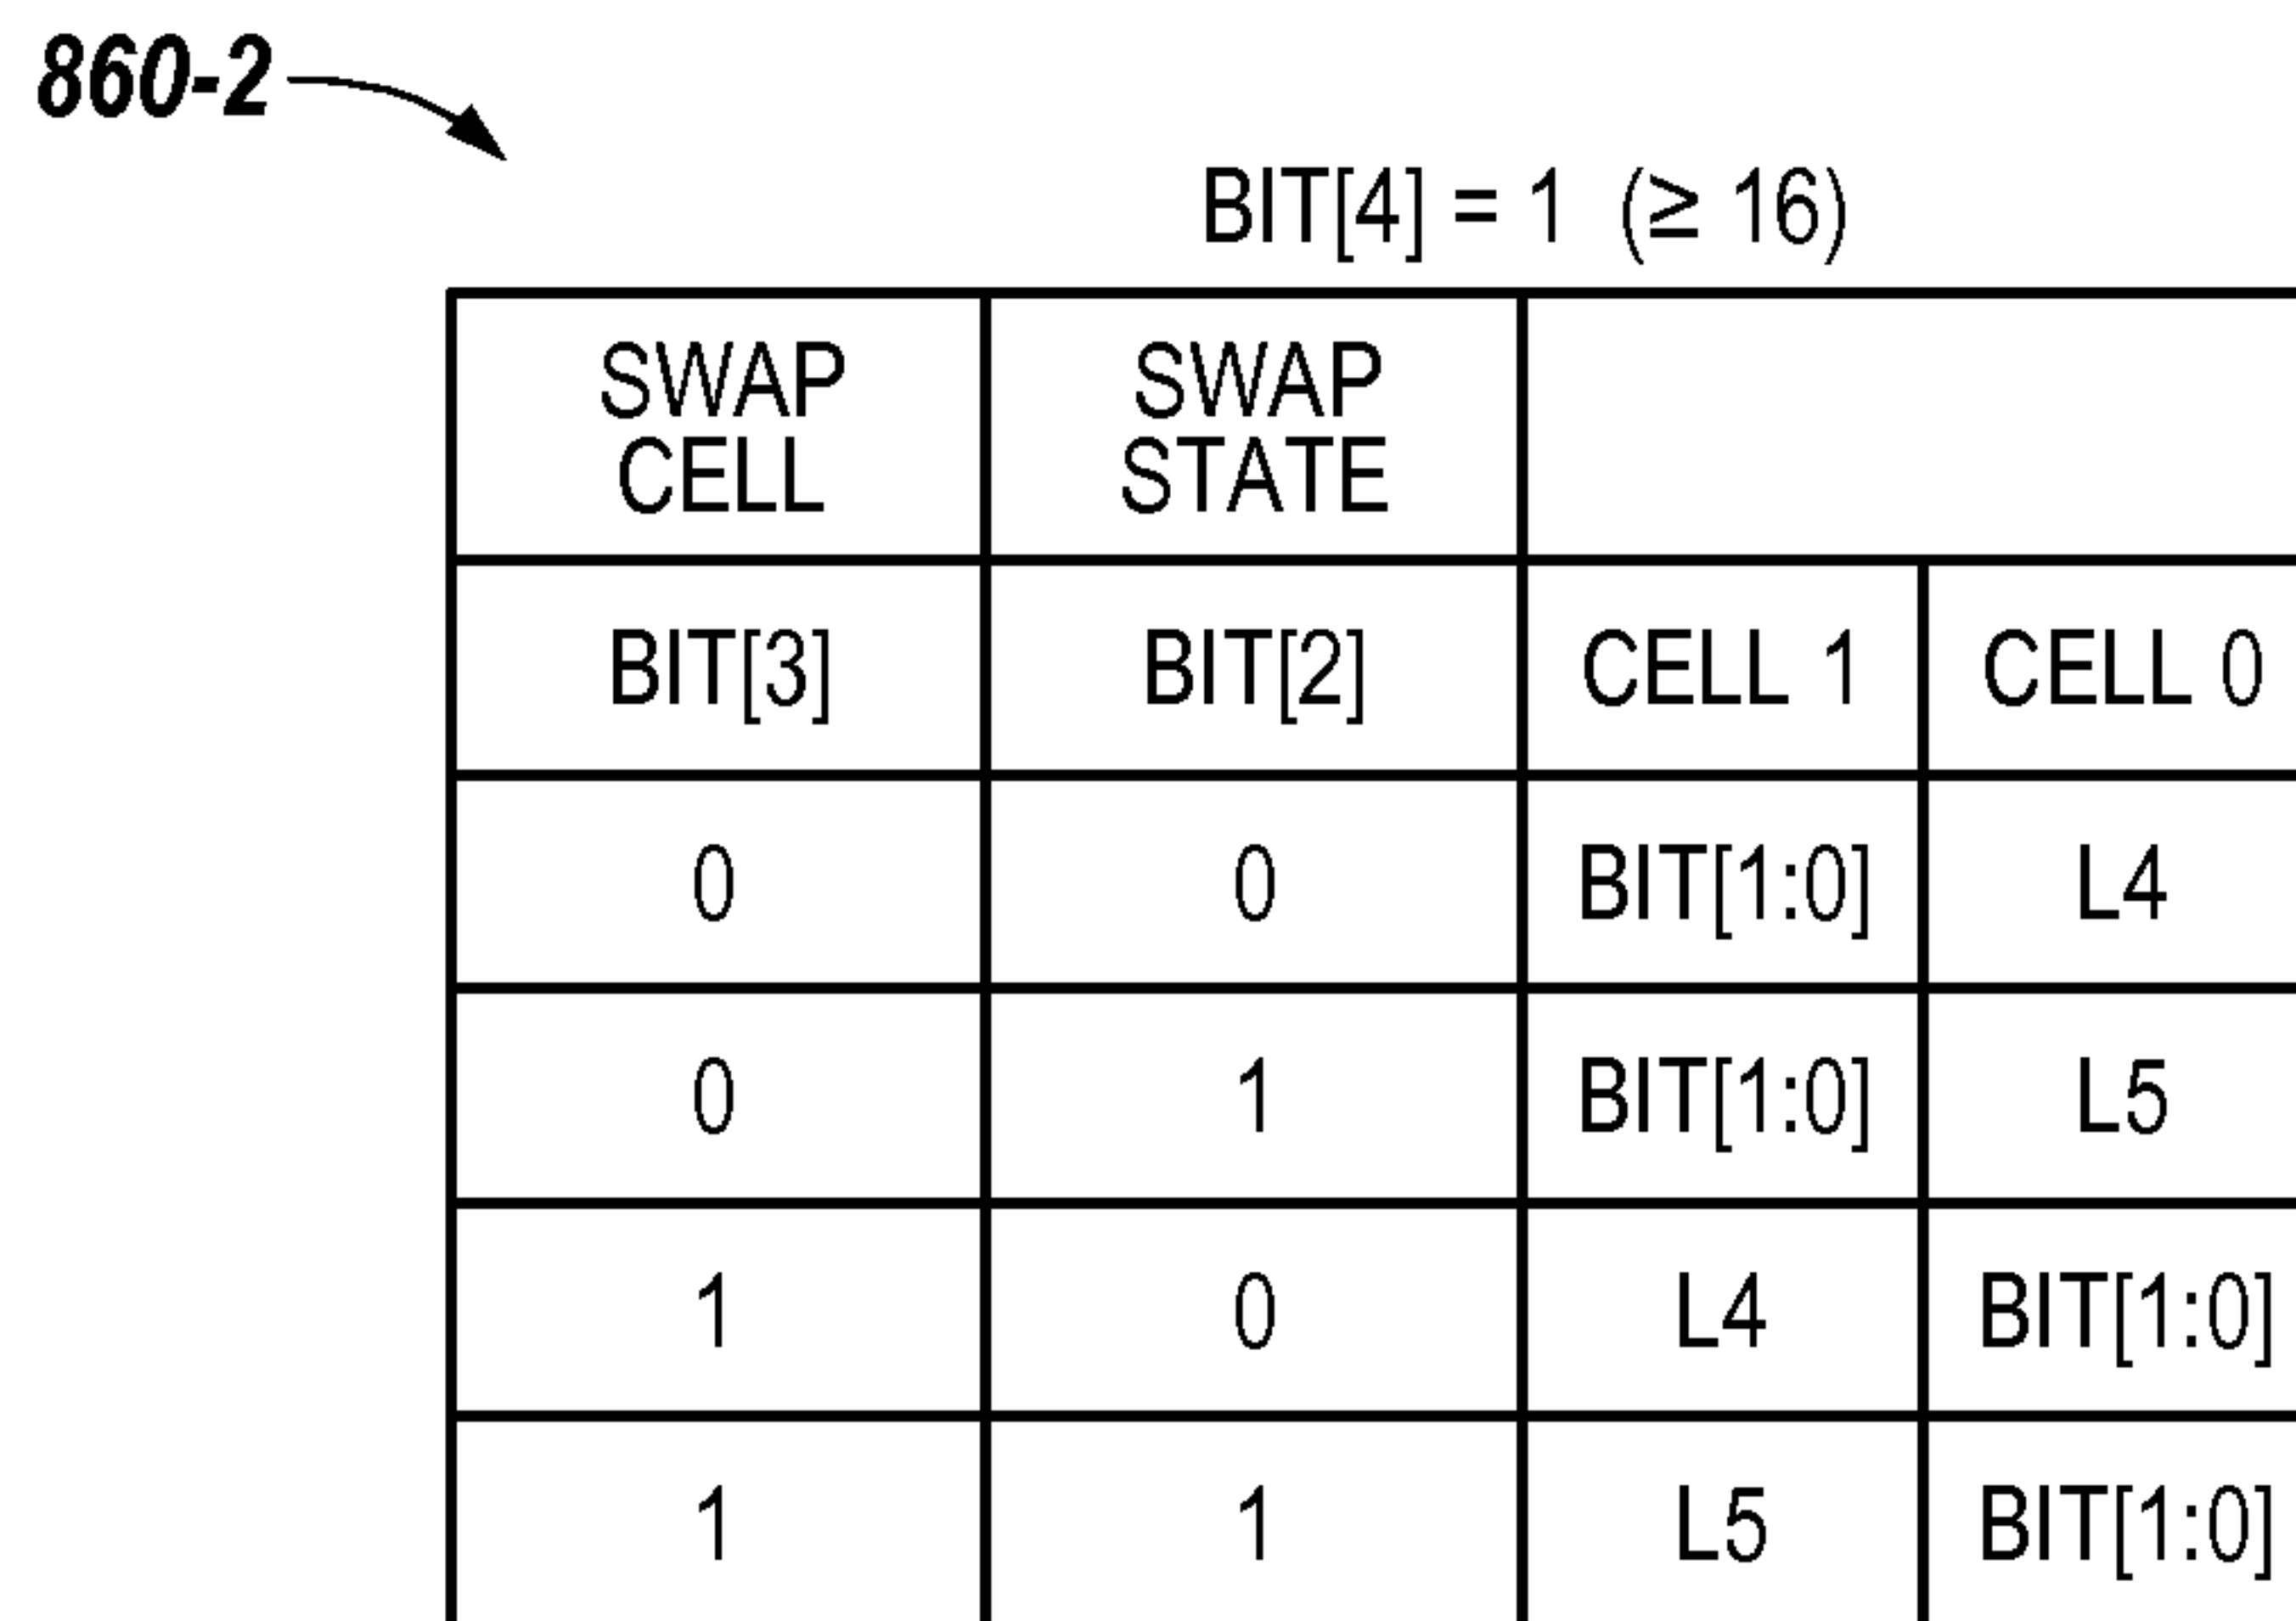 860-2
BIT[4] = 1 (≥ 16)
SWAP CELL SWAP STATE
BIT[3] BIT[2] CELL 1 CELL 0
0 0 BIT[1:0] L4
0 1 BIT[1:0] L5
1 0 L4 BIT[1:0]
1 1 L5 BIT[1:0]